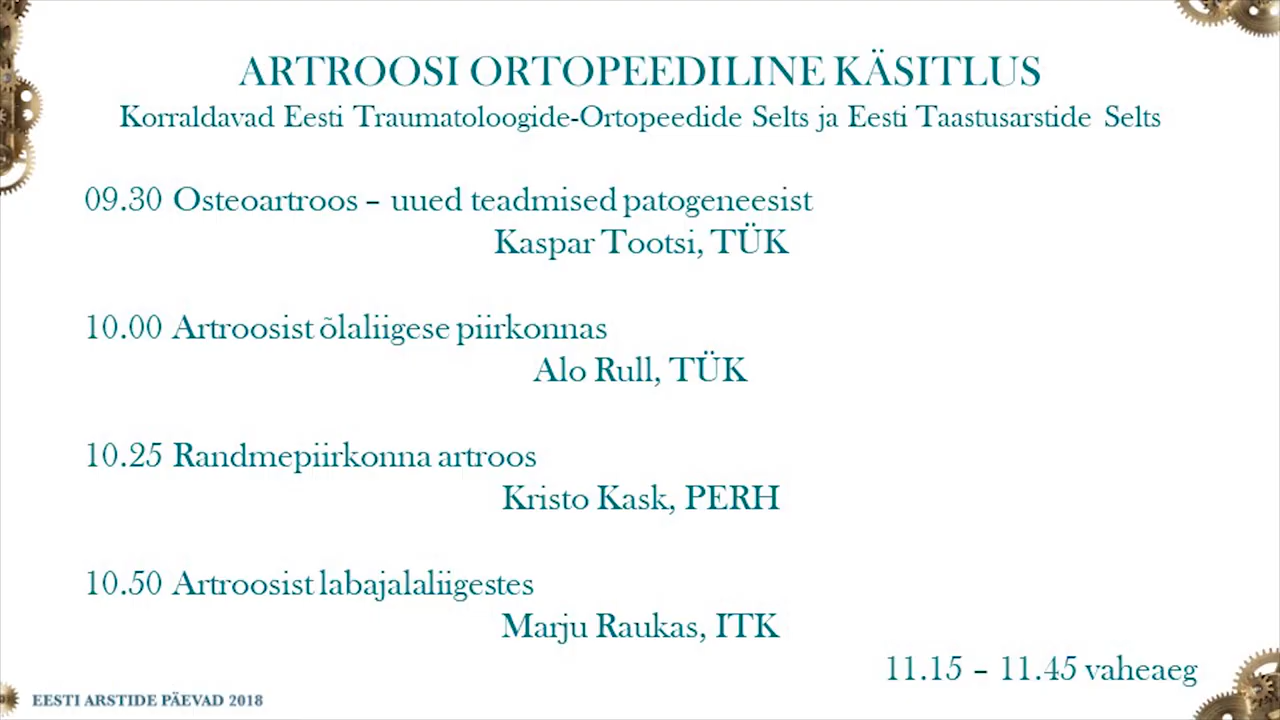 ARTROOSI ORTOPEEDILINE KÄSITLUS
Korraldavad Eesti Traumatoloogide-Ortopeedide Selts ja Eesti Taastusarstide Selts
09.30 Osteoartroos – uued teadmised patogeneesist
Kaspar Tootsi, TÜK
10.00 Artroosist õlaliigese piirkonnas
Alo Rull, TÜK
10.25 Randmepiirkonna artroos
Kristo Kask, PERH
10.50 Artroosist labajalaliigestes
Marju Raukas, ITK
11.15 – 11.45 vaheaeg
EESTI ARSTIDE PÄEVAD 2018